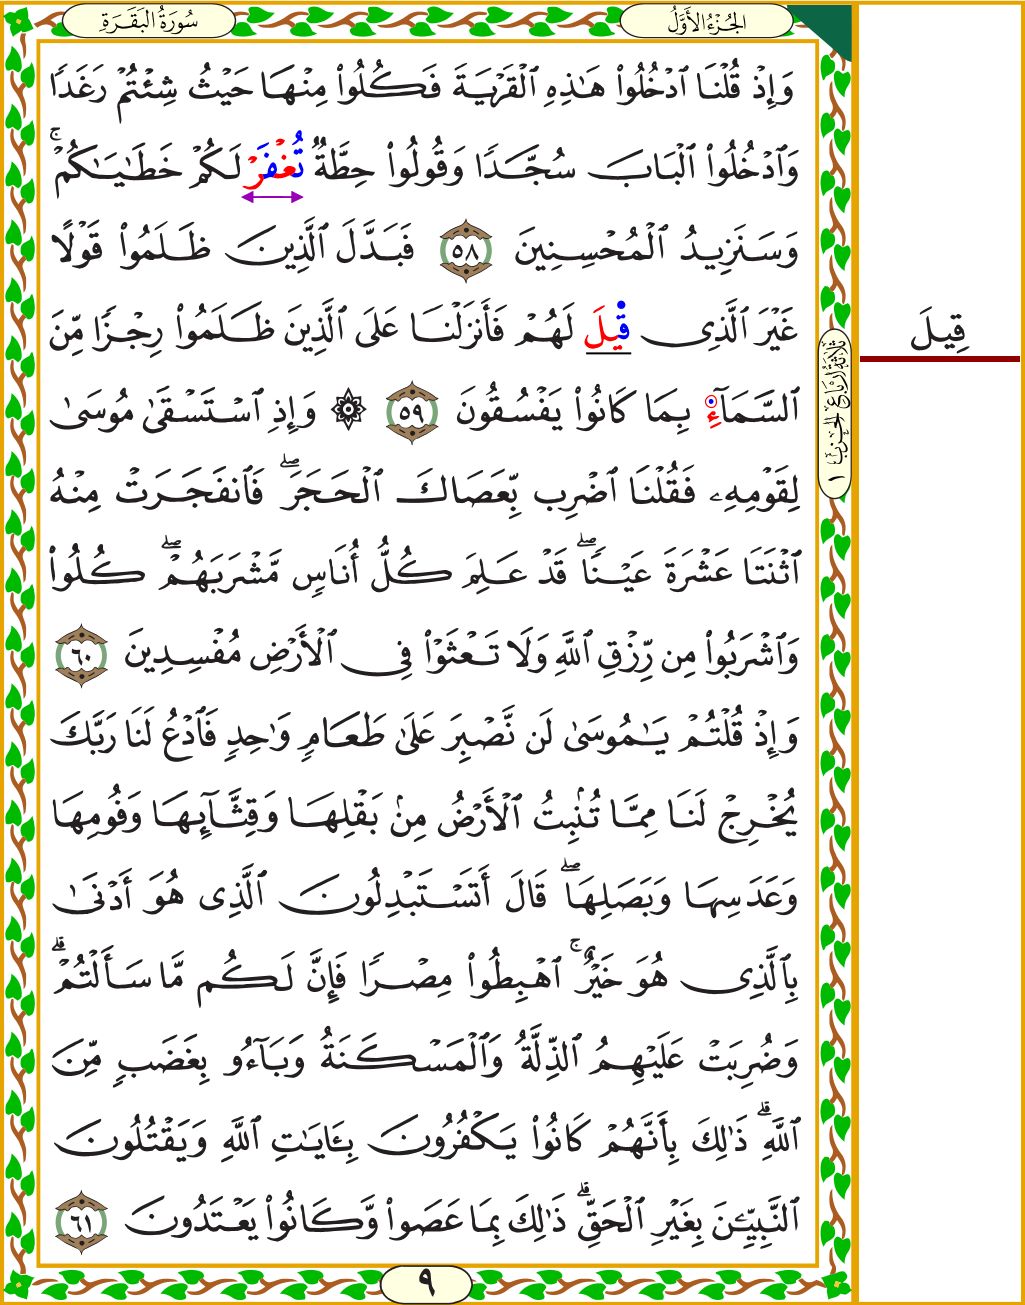 سُورَةُ البَقَرَةِ
الجُزْءُ الأَوَّلُ
وَإِذْ قُلْنَا ٱدْخُلُوا۟ هَـٰذِهِ ٱلْقَرْيَةَ فَكُلُوا۟ مِنْهَا حَيْثُ شِئْتُمْ رَغَدًا
وَٱدْخُلُوا۟ ٱلْبَابَ سُجَّدًا وَقُولُوا۟ حِطَّةٌ تُغْفَرْ لَكُمْ خَطَـٰيَـٰكُمْ ۚ
وَسَنَزِيدُ ٱلْمُحْسِنِينَ ٥٨ فَبَدَّلَ ٱلَّذِينَ ظَلَمُوا۟ قَوْلًا
غَيْرَ ٱلَّذِى قِيلَ لَهُمْ فَأَنزَلْنَا عَلَى ٱلَّذِينَ ظَلَمُوا۟ رِجْزًا مِّنَ
ٱلسَّمَآءِ بِمَا كَانُوا۟ يَفْسُقُونَ ٥٩ ۞ وَإِذِ ٱسْتَسْقَىٰ مُوسَىٰ
لِقَوْمِهِۦ فَقُلْنَا ٱضْرِب بِّعَصَاكَ ٱلْحَجَرَ ۖ فَٱنفَجَرَتْ مِنْهُ
ٱثْنَتَا عَشْرَةَ عَيْنًا ۖ قَدْ عَلِمَ كُلُّ أُنَاسٍ مَّشْرَبَهُمْ ۖ كُلُوا۟
وَٱشْرَبُوا۟ مِن رِّزْقِ ٱللَّهِ وَلَا تَعْثَوْا۟ فِى ٱلْأَرْضِ مُفْسِدِينَ ٦٠
وَإِذْ قُلْتُمْ يَـٰمُوسَىٰ لَن نَّصْبِرَ عَلَىٰ طَعَامٍ وَٰحِدٍ فَٱدْعُ لَنَا رَبَّكَ
يُخْرِجْ لَنَا مِمَّا تُنۢبِتُ ٱلْأَرْضُ مِنۢ بَقْلِهَا وَقِثَّآئِهَا وَفُومِهَا
وَعَدَسِهَا وَبَصَلِهَا ۖ قَالَ أَتَسْتَبْدِلُونَ ٱلَّذِى هُوَ أَدْنَىٰ
بِٱلَّذِى هُوَ خَيْرٌ ۚ ٱهْبِطُوا۟ مِصْرًا فَإِنَّ لَكُم مَّا سَأَلْتُمْ ۗ
وَضُرِبَتْ عَلَيْهِمُ ٱلذِّلَّةُ وَٱلْمَسْكَنَةُ وَبَآءُو بِغَضَبٍ مِّنَ
ٱللَّهِ ۗ ذَٰلِكَ بِأَنَّهُمْ كَانُوا۟ يَكْفُرُونَ بِـَٔايَـٰتِ ٱللَّهِ وَيَقْتُلُونَ
ٱلنَّبِيِّـۧنَ بِغَيْرِ ٱلْحَقِّ ۗ ذَٰلِكَ بِمَا عَصَوا۟ وَّكَانُوا۟ يَعْتَدُونَ ٦١
٩
ثَلَاثَةُ أَرْبَاعِ الحِزْبِ ١
قِيلَ